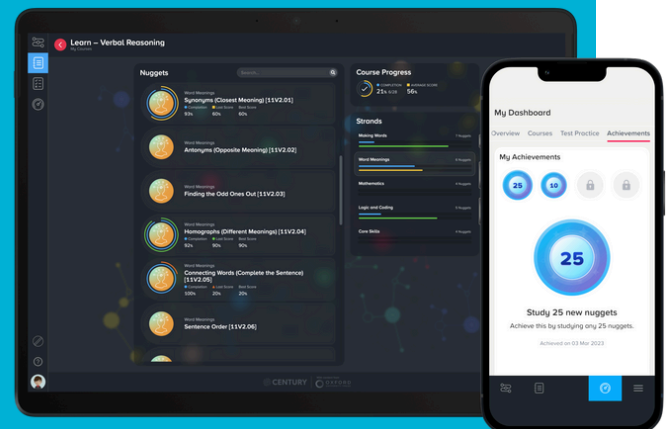 Learn – Verbal Reasoning
My Courses
Nuggets
Search...
Word Meanings
Synonyms (Closest Meaning) [11V2.01]
Completion Last Score Best Score
93% 60% 60%
Word Meanings
Antonyms (Opposite Meaning) [11V2.02]
Word Meanings
Finding the Odd Ones Out [11V2.03]
Word Meanings
Homographs (Different Meanings) [11V2.04]
Completion Last Score Best Score
92% 90% 90%
Word Meanings
Connecting Words (Complete the Sentence)
[11V2.05]
Completion Last Score Best Score
100% 20% 20%
Word Meanings
Sentence Order [11V2.06]
Course Progress
COMPLETION AVERAGE SCORE
21% 56%
Strands
Making Words
Word Meanings
Mathematics
Logic and Coding
Core Skills
CENTURY
OXFORD
My Dashboard
Overview Courses Test Practice Achievements
My Achievements
25 10
25
Study 25 new nuggets
Achieve this by studying any 25 nuggets.
Achieved on 03 Mar 2023